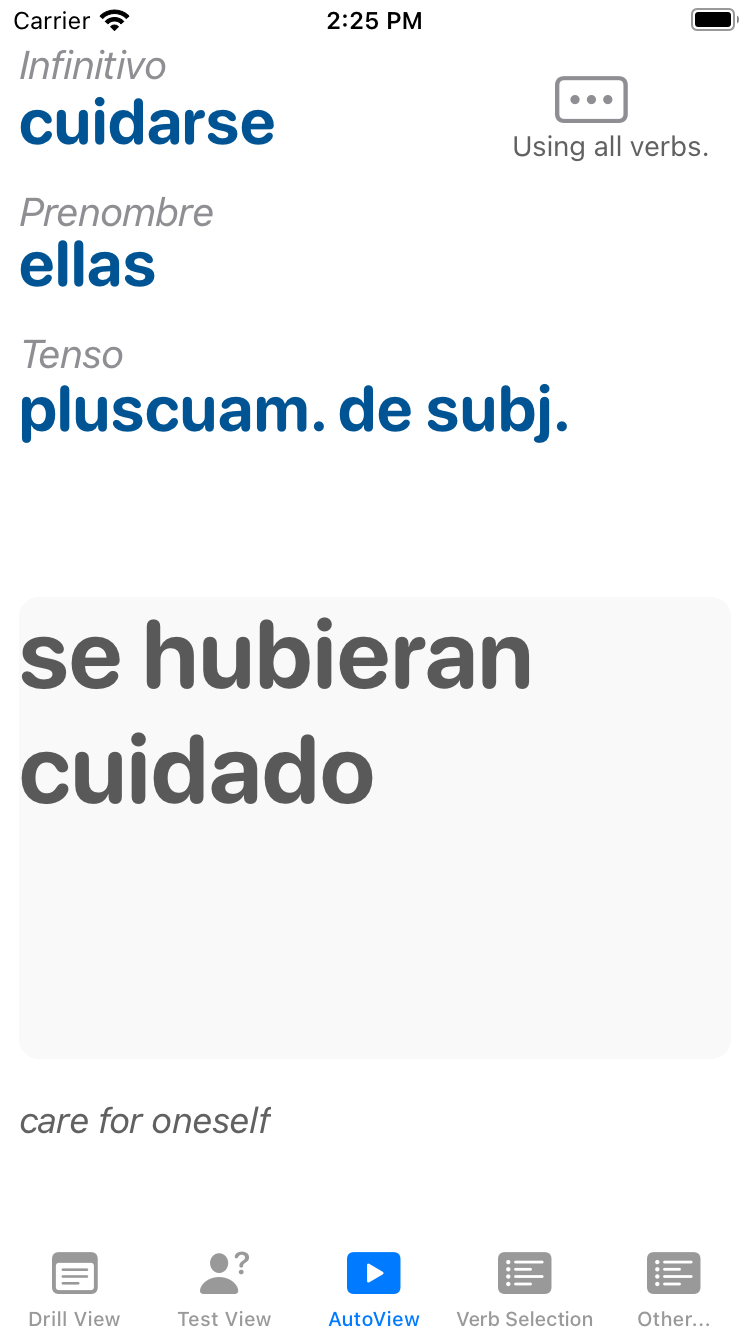 Carrier 2:25 PM
Infinitivo
cuidarse
Using all verbs.
Prenombre
ellas
Tenso
pluscuam. de subj.
se hubieran
cuidado
care for oneself
Drill View Test View AutoView Verb Selection Other...